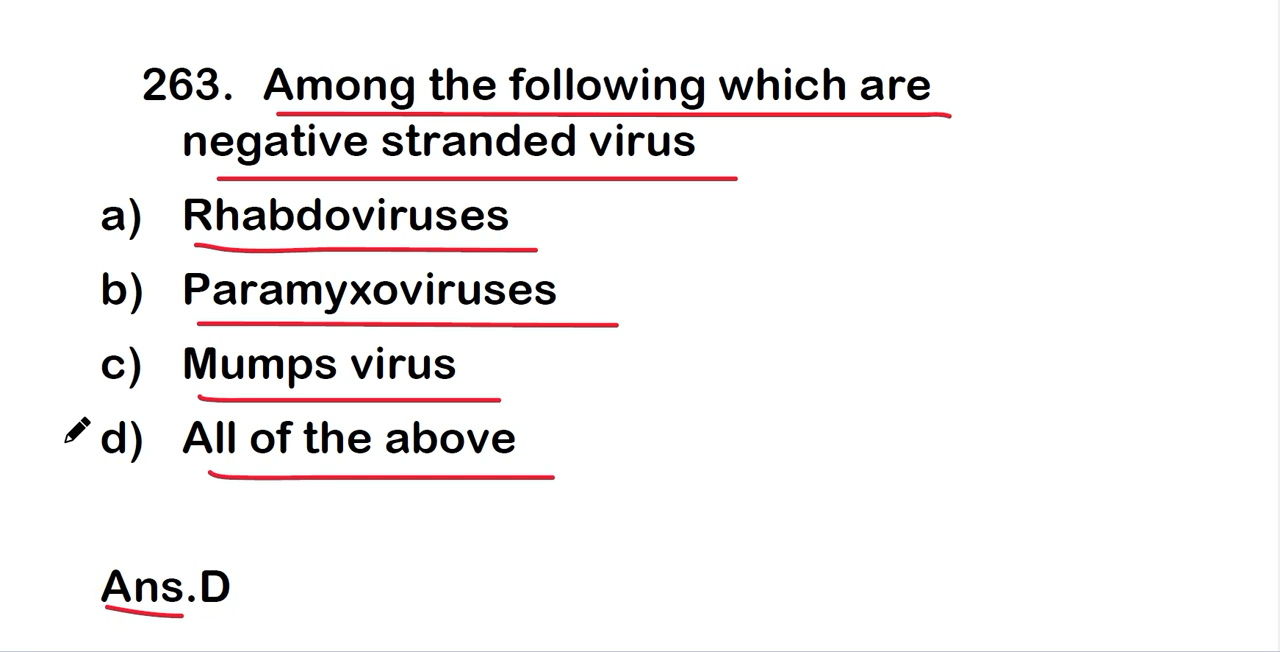 263. Among the following which are
negative stranded virus
a) Rhabdoviruses
b) Paramyxoviruses
c) Mumps virus
d) All of the above
Ans.D